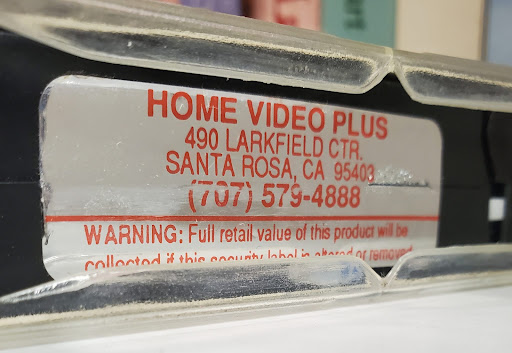 HOME VIDEO PLUS
490 LARKFIELD CTR.
SANTA ROSA, CA 95403
(707) 579-4888
WARNING: Full retail value of this product will be
collected if this security label is altered or removed